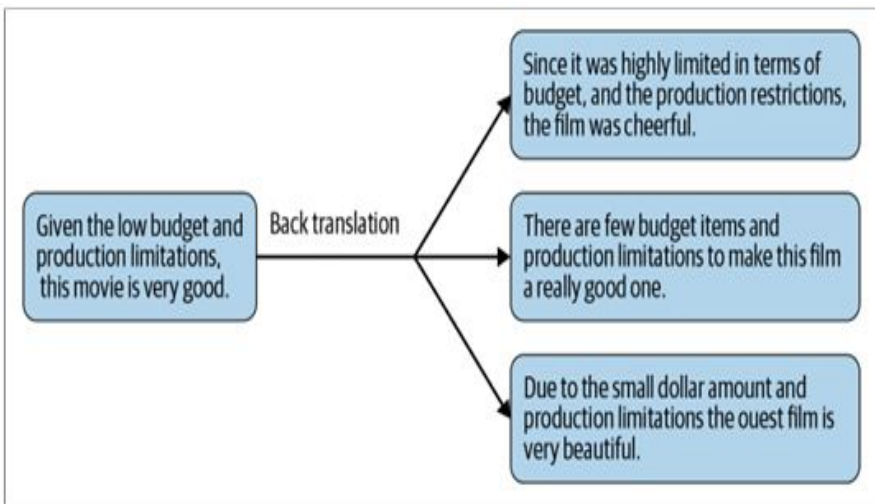 Given the low budget and
production limitations,
this movie is very good.
Back translation
Since it was highly limited in terms of
budget, and the production restrictions,
the film was cheerful.
There are few budget items and
production limitations to make this film
a really good one.
Due to the small dollar amount and
production limitations the ouest film is
very beautiful.